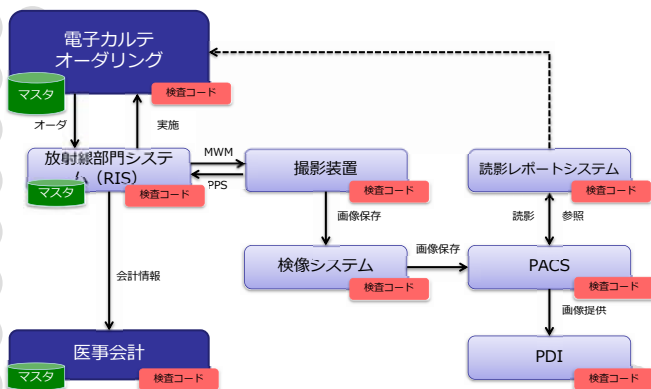 電子カルテ
オーダリング
マスタ
検査コード
オーダ
実施
放射線部門システ
ム（RIS）
マスタ
検査コード
MWM
PPS
撮影装置
検査コード
読影レポートシステム
検査コード
画像保存
読影
参照
検像システム
検査コード
画像保存
PACS
検査コード
会計情報
画像提供
医事会計
マスタ
検査コード
PDI
検査コード